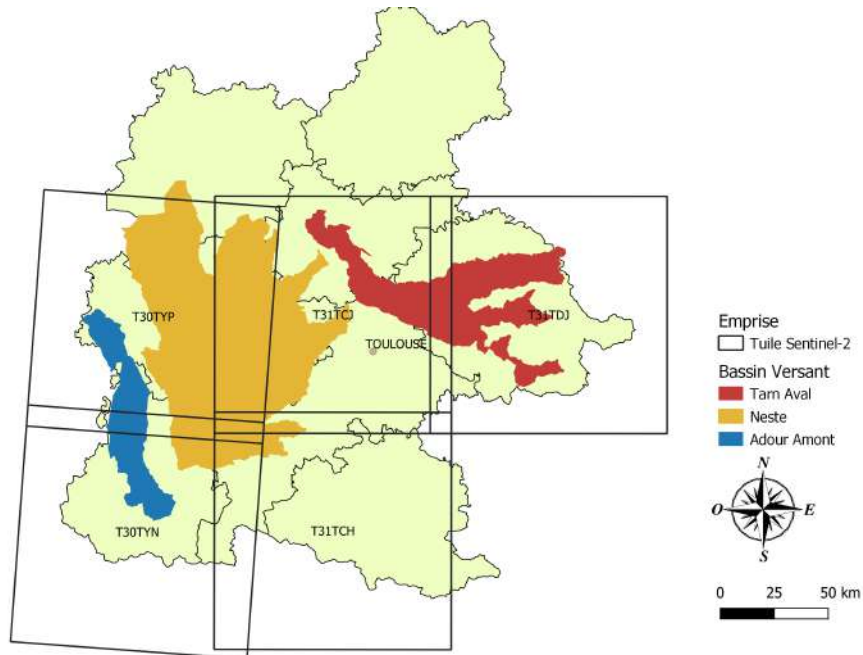 T30TYP
T31TCJ
TOULOUSE
T31TDJ
T30TYN
T31TCH
Emprise
Tuile Sentinel-2
Bassin Versant
Tarn Aval
Neste
Adour Amont
N
O
E
S
0 25 50 km